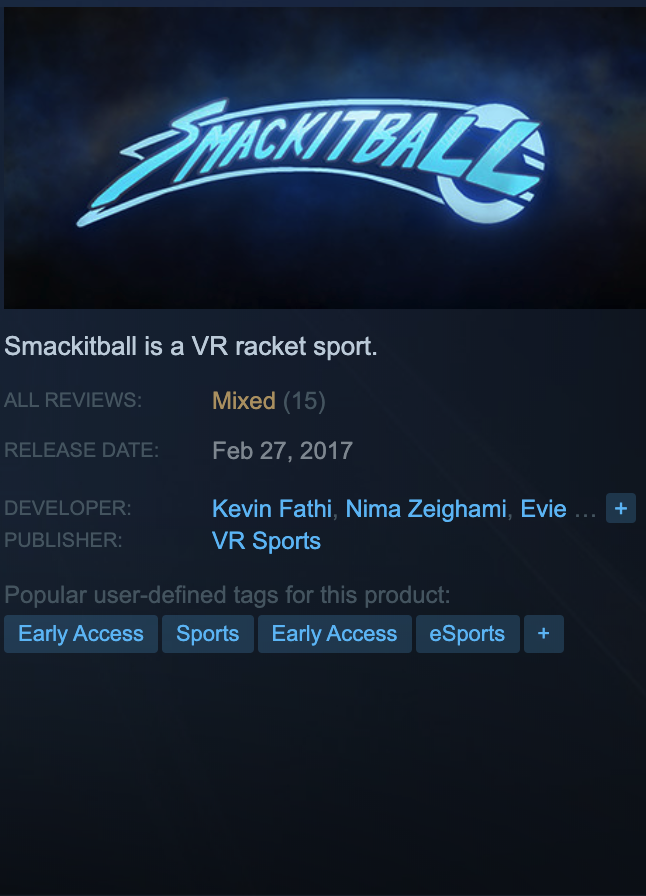 SMACKITBALL
Smackitball is a VR racket sport.
ALL REVIEWS: Mixed (15)
RELEASE DATE: Feb 27, 2017
DEVELOPER: Kevin Fathi, Nima Zeighami, Evie ... +
PUBLISHER: VR Sports
Popular user-defined tags for this product:
Early Access Sports Early Access eSports +